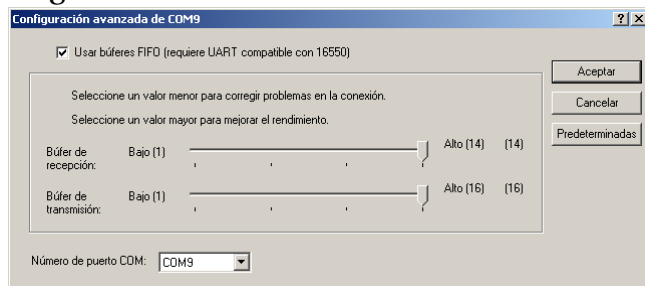 Configuración avanzada de COM9
Usar búferes FIFO (requiere UART compatible con 16550)
Aceptar
Seleccione un valor menor para corregir problemas en la conexión.
Cancelar
Seleccione un valor mayor para mejorar el rendimiento.
Predeterminadas
Búfer de recepción: Bajo (1) Alto (14) (14)
Búfer de transmisión: Bajo (1) Alto (16) (16)
Número de puerto COM: COM9